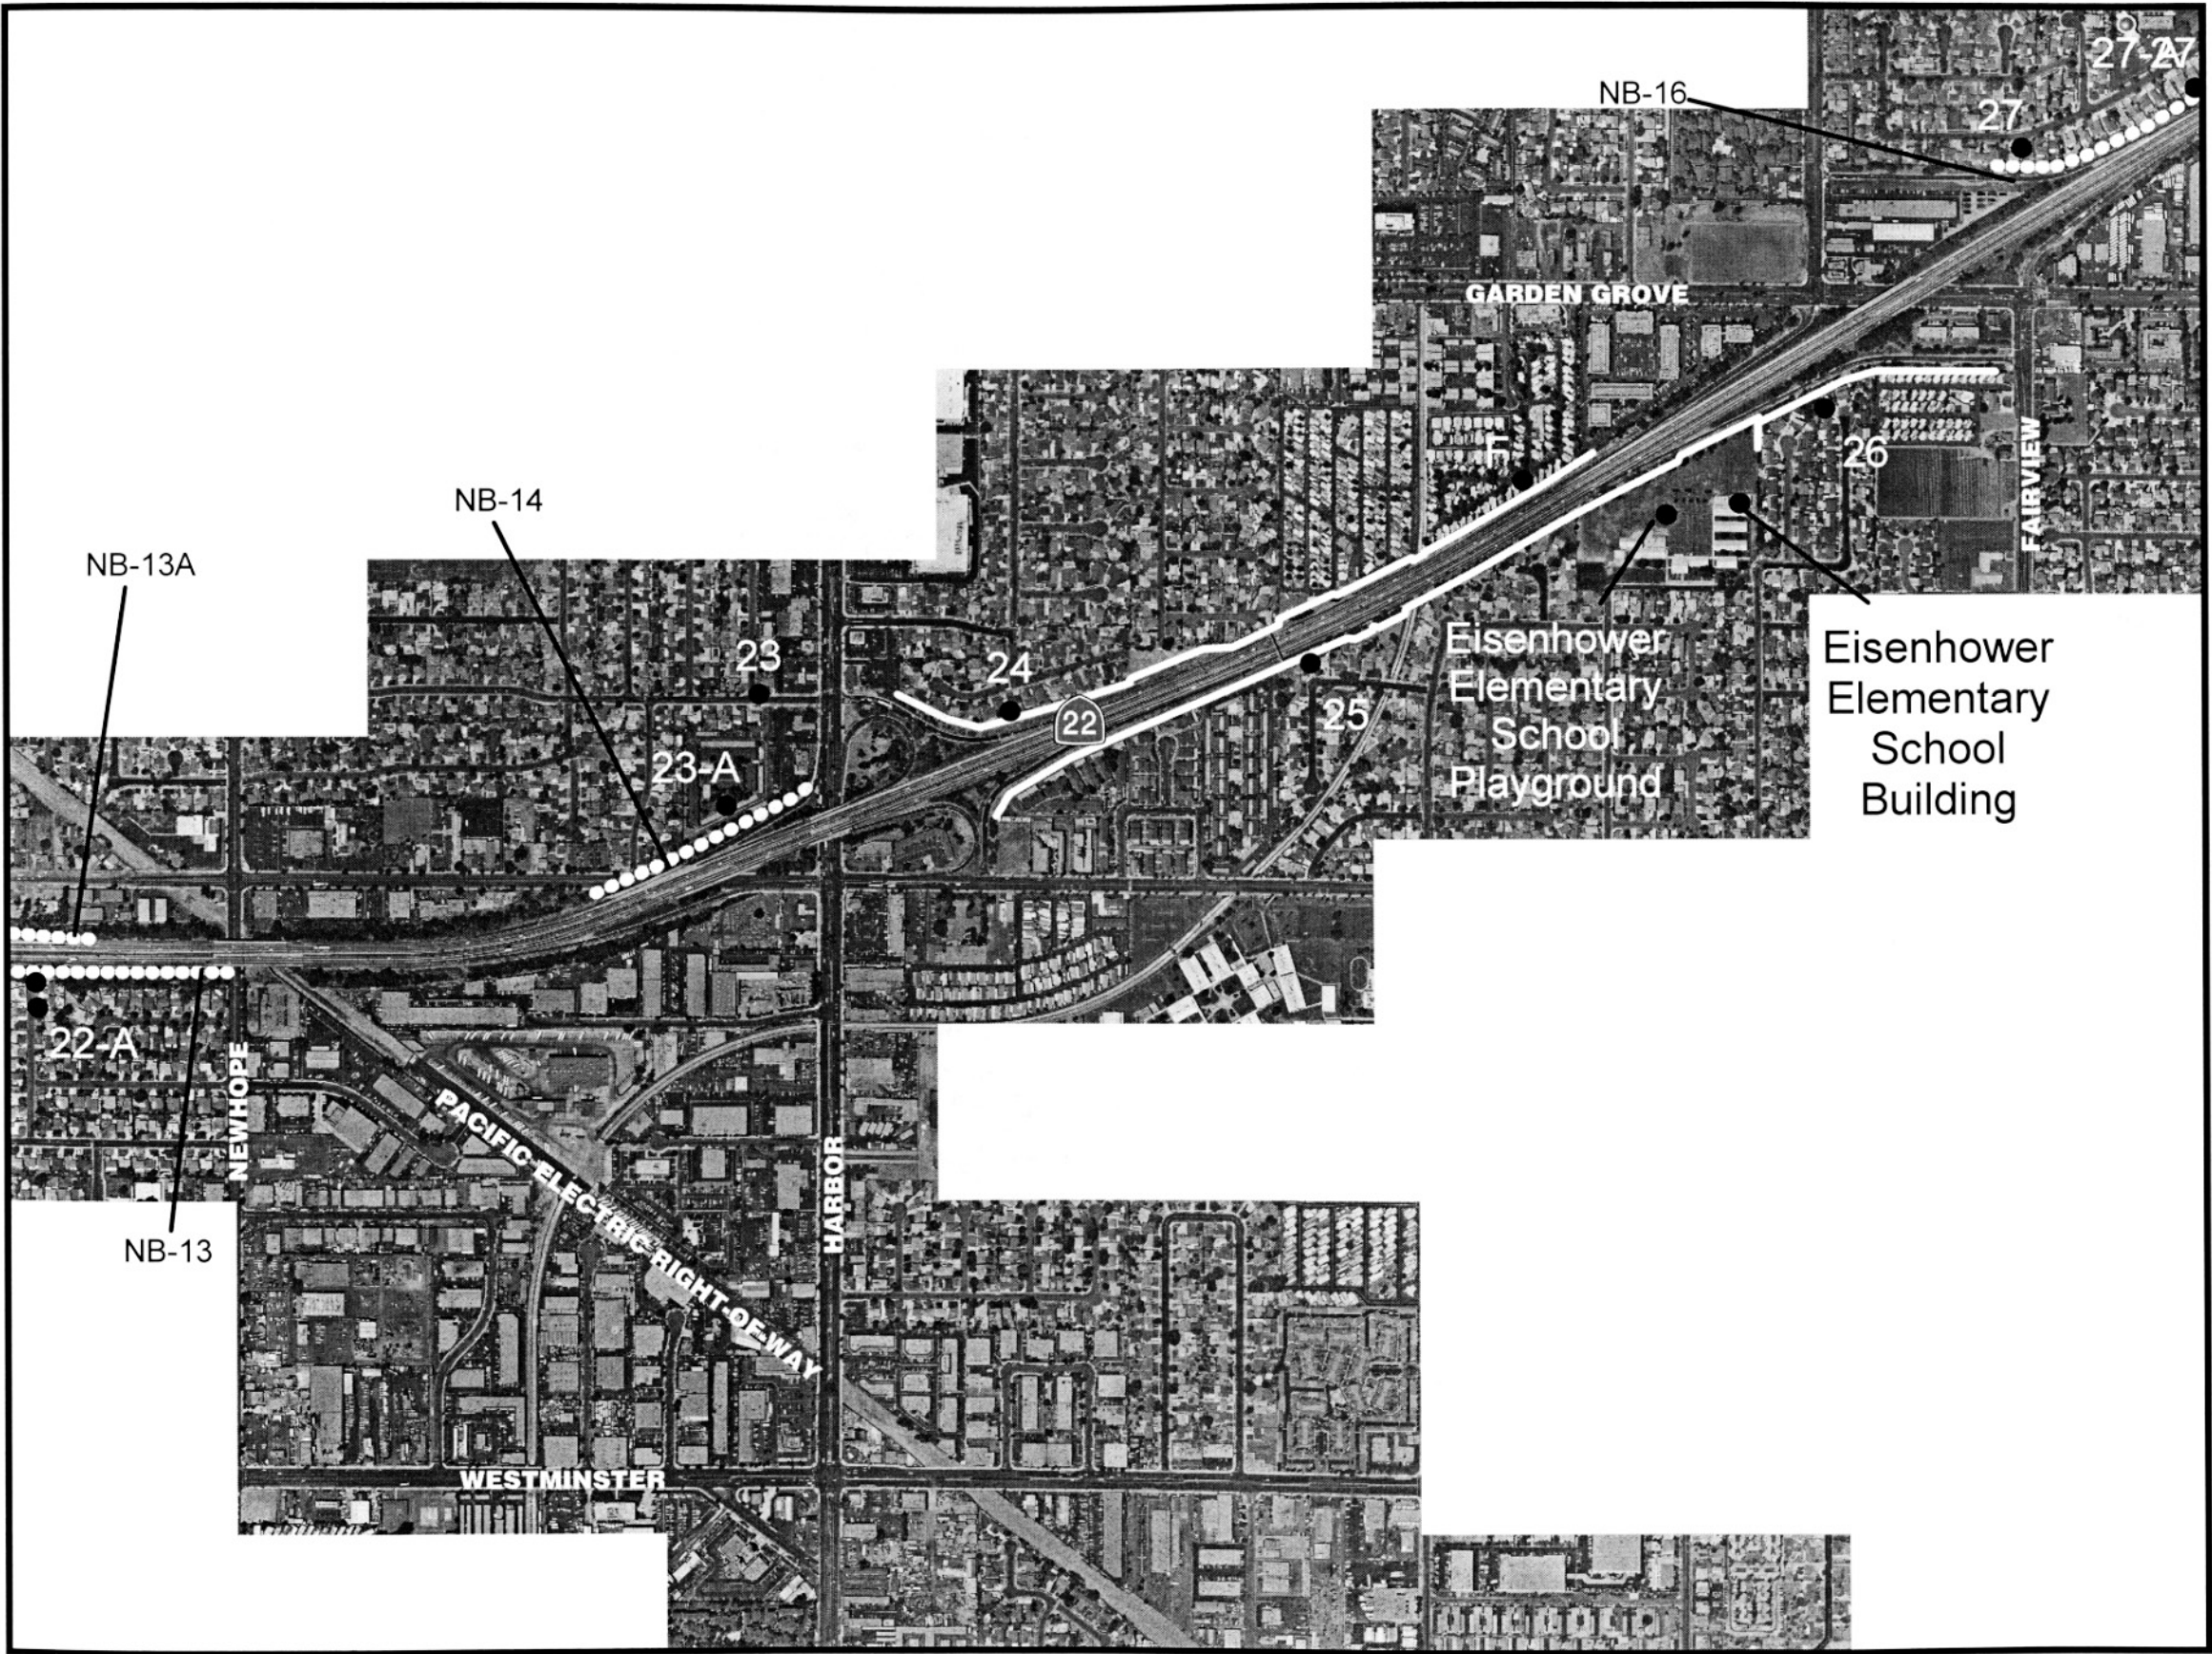 27-A
27
NB-16
27
GARDEN GROVE
F
26
FAIRVIEW
NB-14
NB-13A
23
24
22
25
23-A
Eisenhower
Elementary
School
Playground
Eisenhower
Elementary
School
Building
22-A
NEWHOPE
PACIFIC ELECTRIC RIGHT-OF-WAY
HARBOR
NB-13
WESTMINSTER